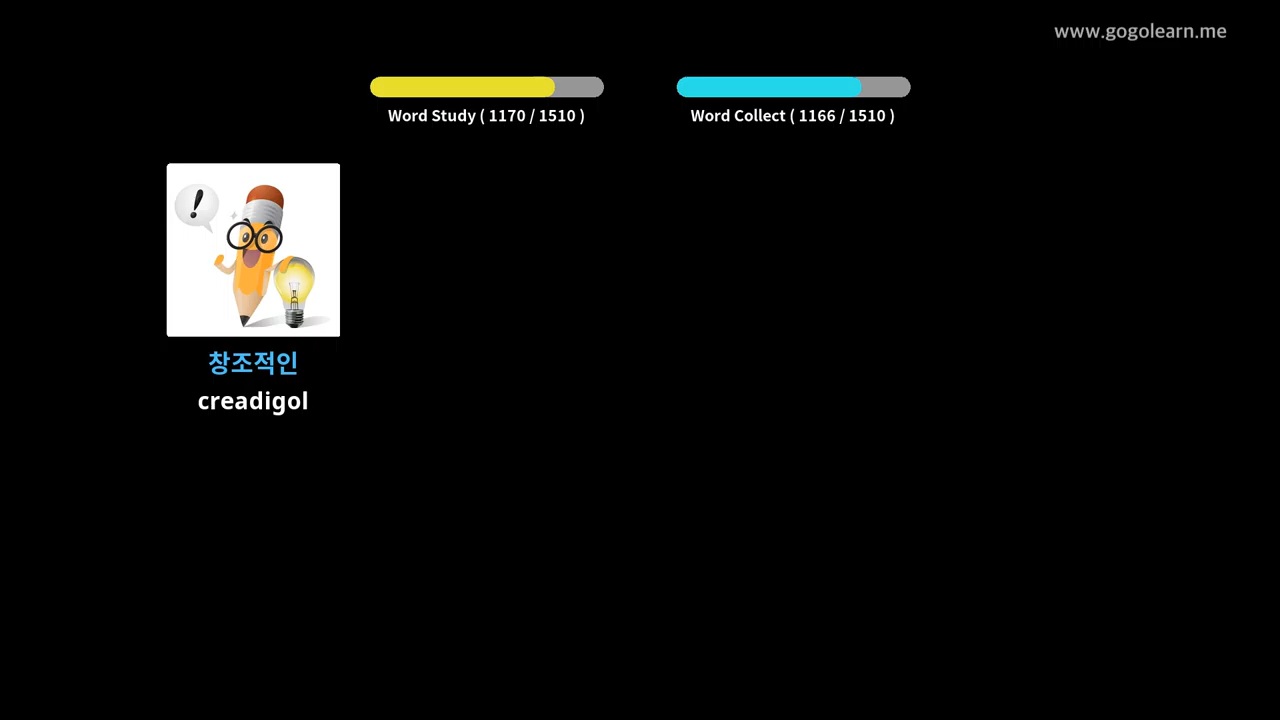 www.gogolearn.me
Word Study ( 1170 / 1510 )
Word Collect ( 1166 / 1510 )
!
창조적인
creadigol